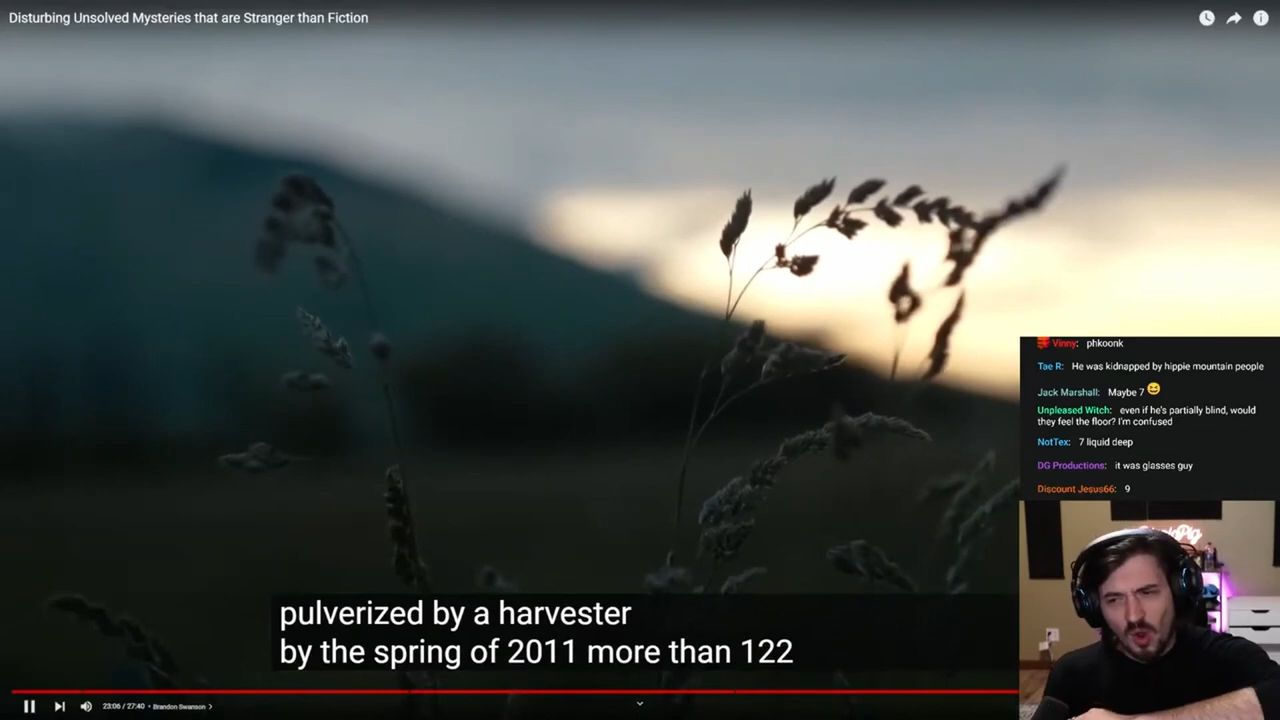 Disturbing Unsolved Mysteries that are Stranger than Fiction
Vinny: phkoonk
Tae R: He was kidnapped by hippie mountain people
Jack Marshall: Maybe 7
Unpleased Witch: even if he's partially blind, would
they feel the floor? I'm confused
NotTex: 7 liquid deep
DG Productions: it was glasses guy
Discount Jesus66: 9
pulverized by a harvester
by the spring of 2011 more than 122
23:06 / 27:40 • Brandon Swanson >